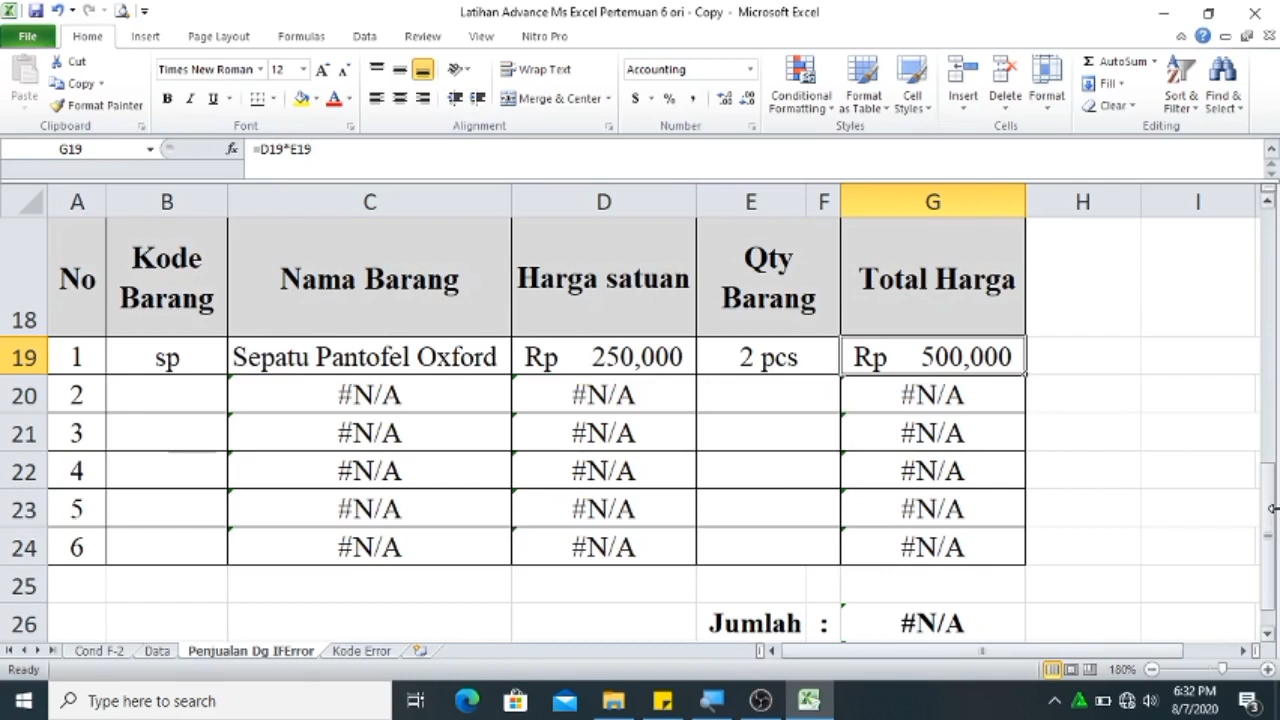 Latihan Advance Ms Excel Pertemuan 6 ori - Copy - Microsoft Excel
File Home Insert Page Layout Formulas Data Review View Nitro Pro
Cut
Copy
Format Painter
Paste
Clipboard
Times New Roman 12
B I U A
Font
Wrap Text
Merge & Center
Alignment
Accounting
$ % ,
Number
Conditional Formatting
Format as Table
Cell Styles
Styles
Insert Delete Format
Cells
Σ AutoSum
Fill
Clear
Sort & Filter
Find & Select
Editing
G19 fx =D19*E19
A B C D E F G H I
18 No Kode Barang Nama Barang Harga satuan Qty Barang Total Harga
19 1 sp Sepatu Pantofel Oxford Rp 250,000 2 pcs Rp 500,000
20 2 #N/A #N/A #N/A
21 3 #N/A #N/A #N/A
22 4 #N/A #N/A #N/A
23 5 #N/A #N/A #N/A
24 6 #N/A #N/A #N/A
25
26 Jumlah : #N/A
Cond F-2 Data Penjualan Dg IFError Kode Error
Ready 180%
Type here to search
6:32 PM
8/7/2020
3